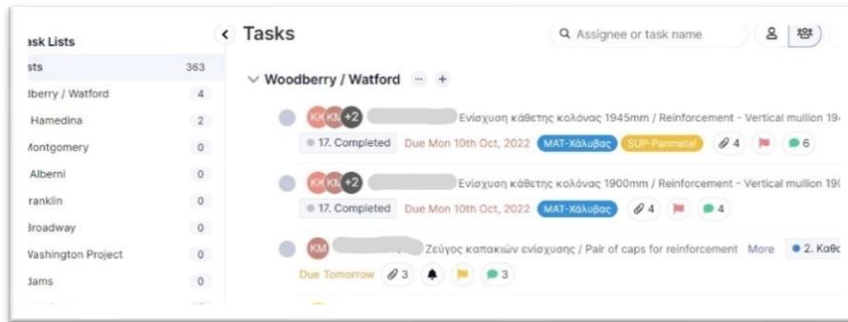 ask Lists
sts 363
lberry / Watford 4
Hamedina 2
Montgomery 0
Alberni 0
ranklin 0
Broadway 0
Washington Project 0
dams 0
Tasks
Assignee or task name
Woodberry / Watford
KK KM +2 Ενίσχυση κάθετης κολόνας 1945mm / Reinforcement - Vertical mullion 194
17. Completed Due Mon 10th Oct, 2022 MAT-Χάλυβας SUP-Panmetal 4 6
KK KM +2 Ενίσχυση κάθετης κολόνας 1900mm / Reinforcement - Vertical mullion 190
17. Completed Due Mon 10th Oct, 2022 MAT-Χάλυβας 4 4
KM Ζεύγος καπακιών ενίσχυσης / Pair of caps for reinforcement More 2. Καθ
Due Tomorrow 3 3